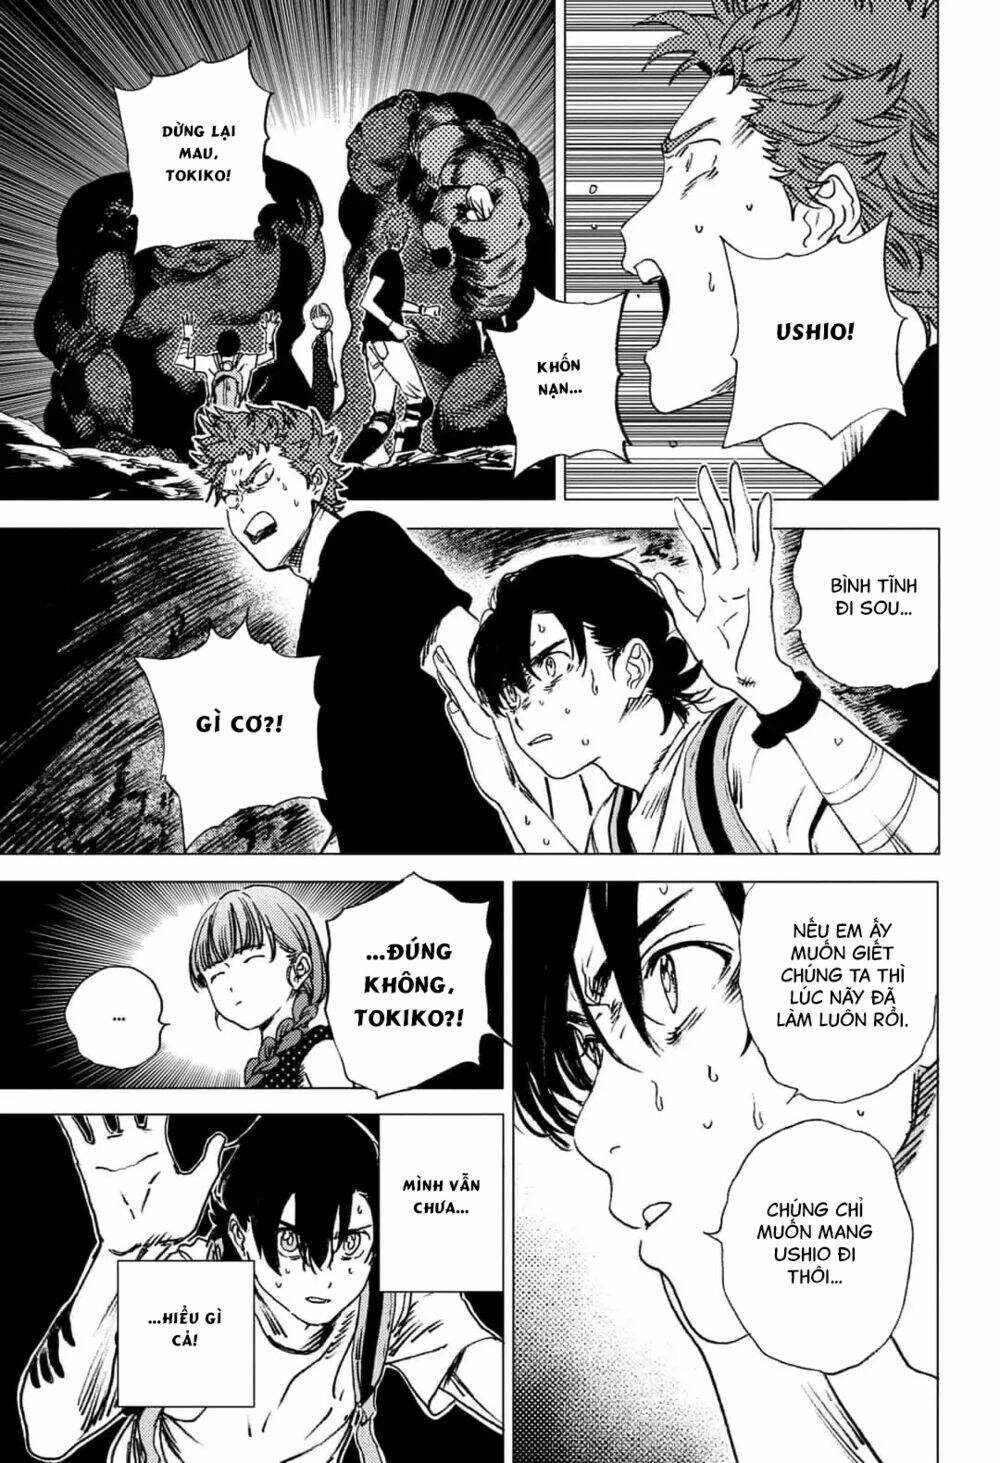 USHIO!
KHỐN
NẠN...
DỪNG LẠI
MAU,
TOKIKO!
BÌNH TĨNH
ĐI SOU...
GÌ CƠ?!
NẾU EM ẤY
MUỐN GIẾT
CHÚNG TA THÌ
LÚC NÃY ĐÃ
LÀM LUÔN RỒI.
CHÚNG CHỈ
MUỐN MANG
USHIO ĐI
THÔI...
...ĐÚNG
KHÔNG,
TOKIKO?!
...
MÌNH VẪN
CHƯA...
...HIỂU GÌ
CẢ!